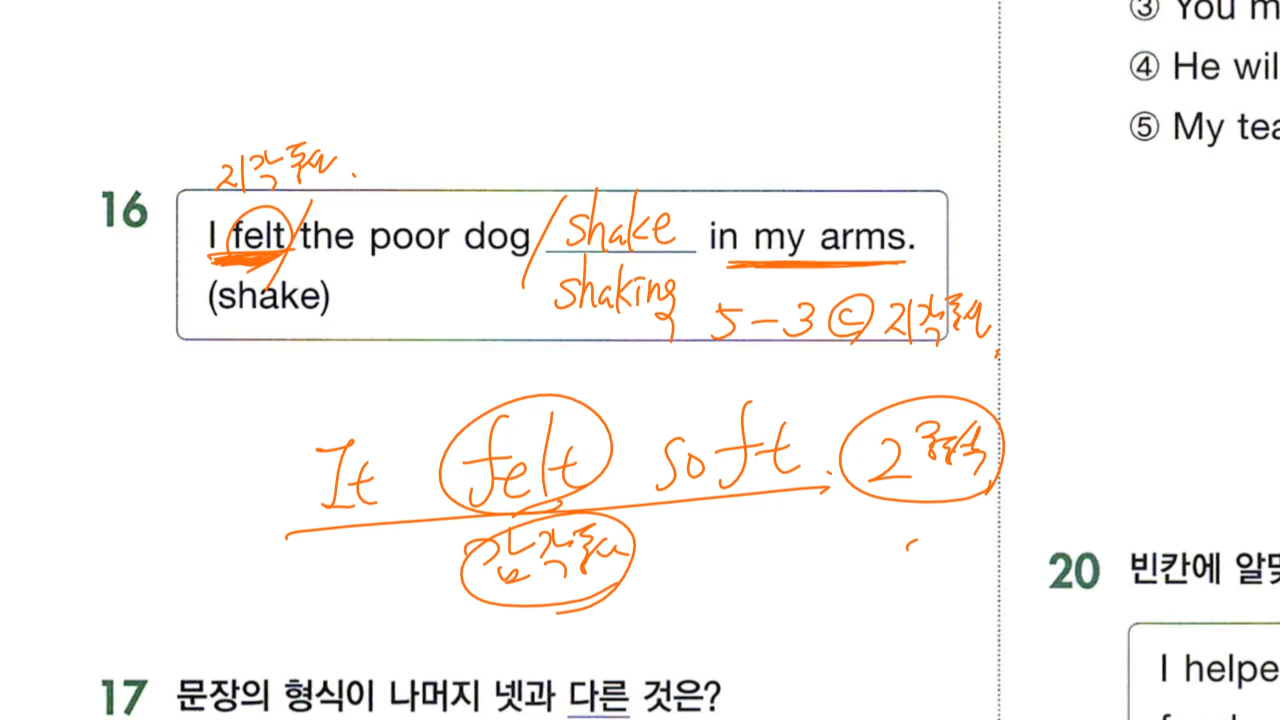 지각동사.
16
I felt the poor dog shake in my arms.
(shake)
shaking
5-3 ⓒ 지각동사.
It felt soft. 2형식
감각동사
17 문장의 형식이 나머지 넷과 다른 것은?
③ You m
④ He wil
⑤ My tea
20 빈칸에 알맞
I helpe